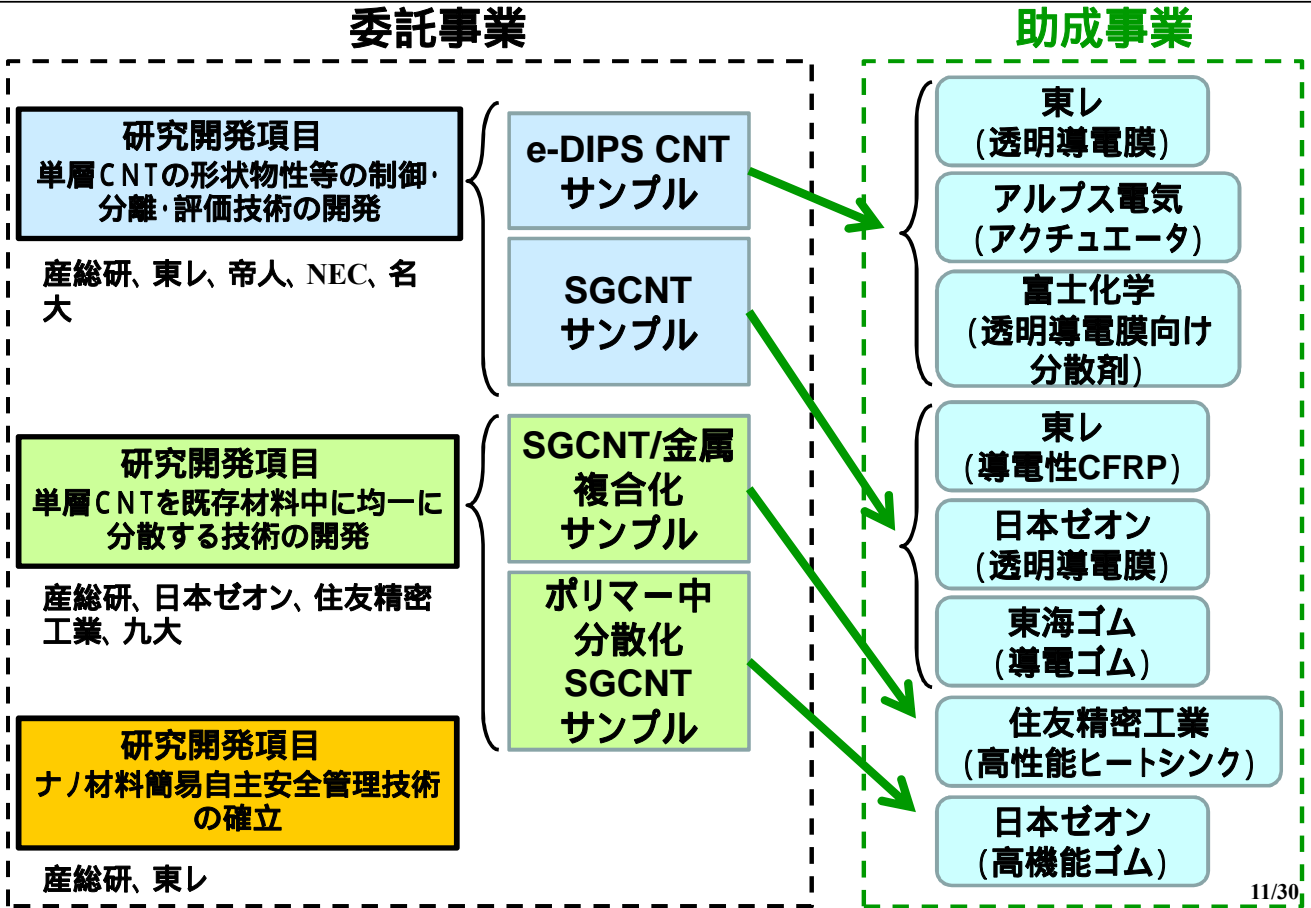 委託事業
助成事業
研究開発項目
単層CNTの形状物性等の制御・
分離・評価技術の開発
産総研、東レ、帝人、NEC、名
大
e-DIPS CNT
サンプル
SGCNT
サンプル
研究開発項目
単層CNTを既存材料中に均一に
分散する技術の開発
産総研、日本ゼオン、住友精密
工業、九大
SGCNT/金属
複合化
サンプル
ポリマー中
分散化
SGCNT
サンプル
研究開発項目
ナノ材料簡易自主安全管理技術
の確立
産総研、東レ
東レ
(透明導電膜)
アルプス電気
(アクチュエータ)
富士化学
(透明導電膜向け
分散剤)
東レ
(導電性CFRP)
日本ゼオン
(透明導電膜)
東海ゴム
(導電ゴム)
住友精密工業
(高性能ヒートシンク)
日本ゼオン
(高機能ゴム)
11/30